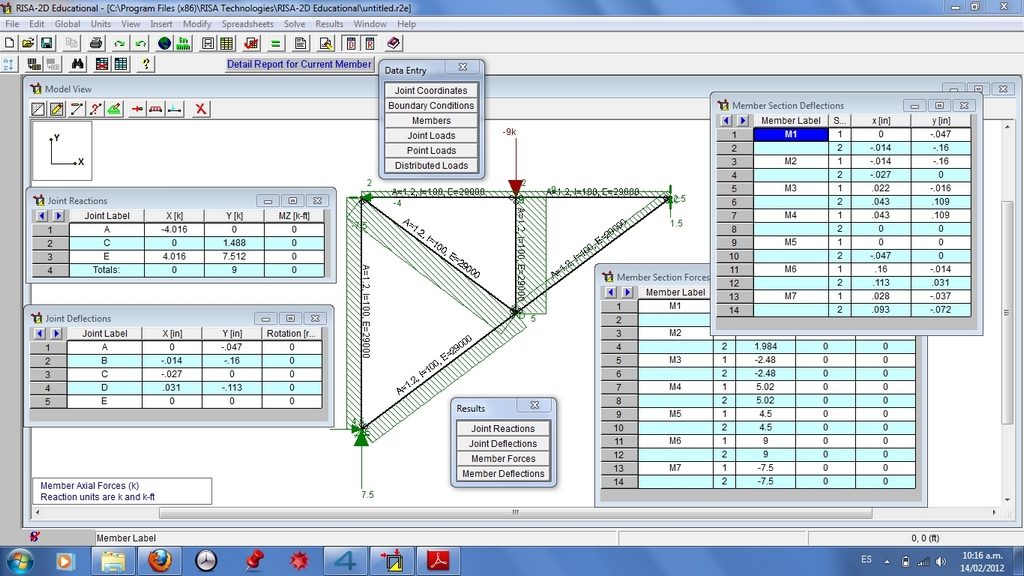 RISA-2D Educational - [C:\Program Files (x86)\RISA Technologies\RISA-2D Educational\untitled.r2e]
File Edit Global Units View Insert Modify Spreadsheets Solve Results Window Help
Detail Report for Current Member
Model View
Y
X
Data Entry
Joint Coordinates
Boundary Conditions
Members
Joint Loads
Point Loads
Distributed Loads
Joint Reactions
Joint Label X [k] Y [k] MZ [k-ft]
1 A -4.016 0 0
2 C 0 1.488 0
3 E 4.016 7.512 0
4 Totals: 0 9 0
Joint Deflections
Joint Label X [in] Y [in] Rotation [r...
1 A 0 -.047 0
2 B -.014 -.16 0
3 C -.027 0 0
4 D .031 -.113 0
5 E 0 0 0
-9k
2
-4
A=1.2, I=100, E=29000
A=1.2, I=100, E=29000
A=1.2, I=100, E=29000
A=1.2, I=100, E=29000
A=1.2, I=100, E=29000
A=1.2, I=100, E=29000
A=1.2, I=100, E=29000
1.5
5
7.5
Member Section Deflections
Member Label S... x [in] y [in]
1 M1 1 0 -.047
2 2 -.014 -.16
3 M2 1 -.014 -.16
4 2 -.027 0
5 M3 1 .022 -.016
6 2 .043 .109
7 M4 1 .043 .109
8 2 0 0
9 M5 1 0 0
10 2 -.047 0
11 M6 1 .16 -.014
12 2 .113 .031
13 M7 1 .028 -.037
14 2 .093 -.072
Member Section Forces
Member Label
1 M1
2
3 M2
4 2 1.984 0 0
5 M3 1 -2.48 0 0
6 2 -2.48 0 0
7 M4 1 5.02 0 0
8 2 5.02 0 0
9 M5 1 4.5 0 0
10 2 4.5 0 0
11 M6 1 9 0 0
12 2 9 0 0
13 M7 1 -7.5 0 0
14 2 -7.5 0 0
Results
Joint Reactions
Joint Deflections
Member Forces
Member Deflections
Member Axial Forces (k)
Reaction units are k and k-ft
Member Label
0, 0 (ft)
ES
10:16 a.m.
14/02/2012